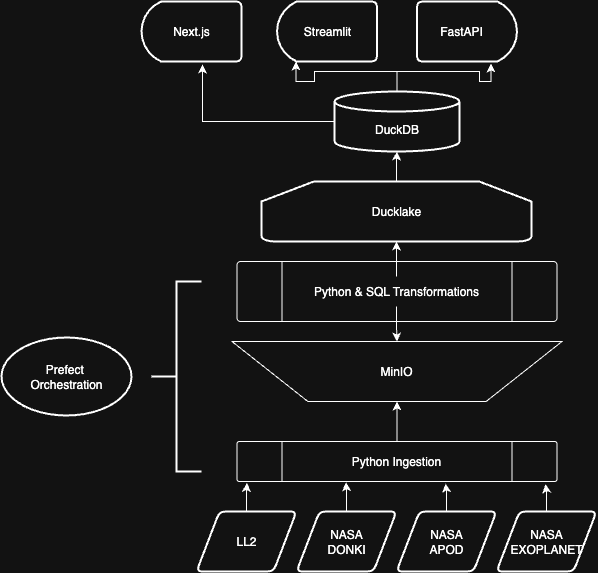 Next.js
Streamlit
FastAPI
DuckDB
Ducklake
Python & SQL Transformations
Prefect
Orchestration
MinIO
Python Ingestion
LL2
NASA
DONKI
NASA
APOD
NASA
EXOPLANET